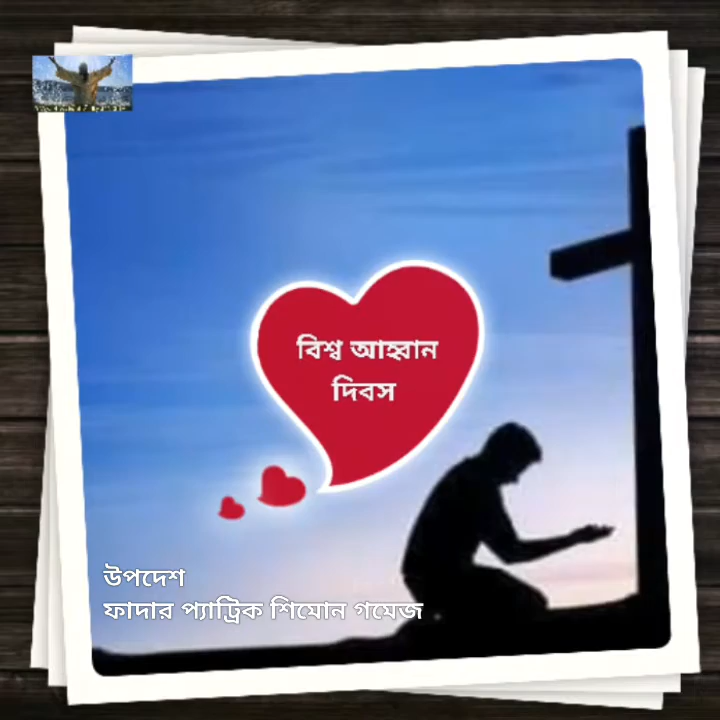 বিশ্ব আহ্বান
দিবস
উপদেশ
ফাদার প্যাট্রিক শিমোন গমেজ